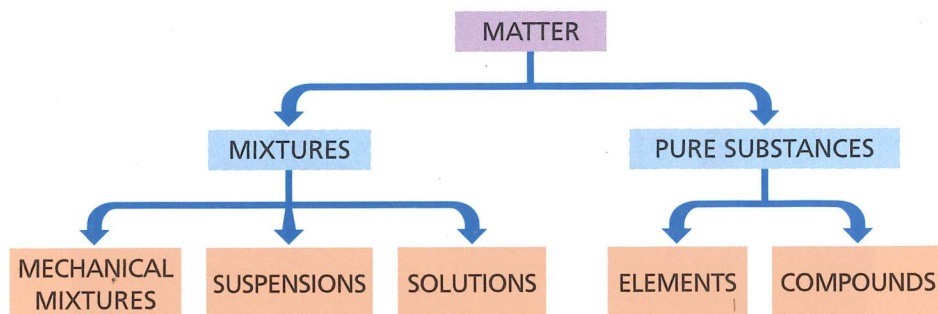 MATTER
MIXTURES
PURE SUBSTANCES
MECHANICAL
MIXTURES
SUSPENSIONS
SOLUTIONS
ELEMENTS
COMPOUNDS